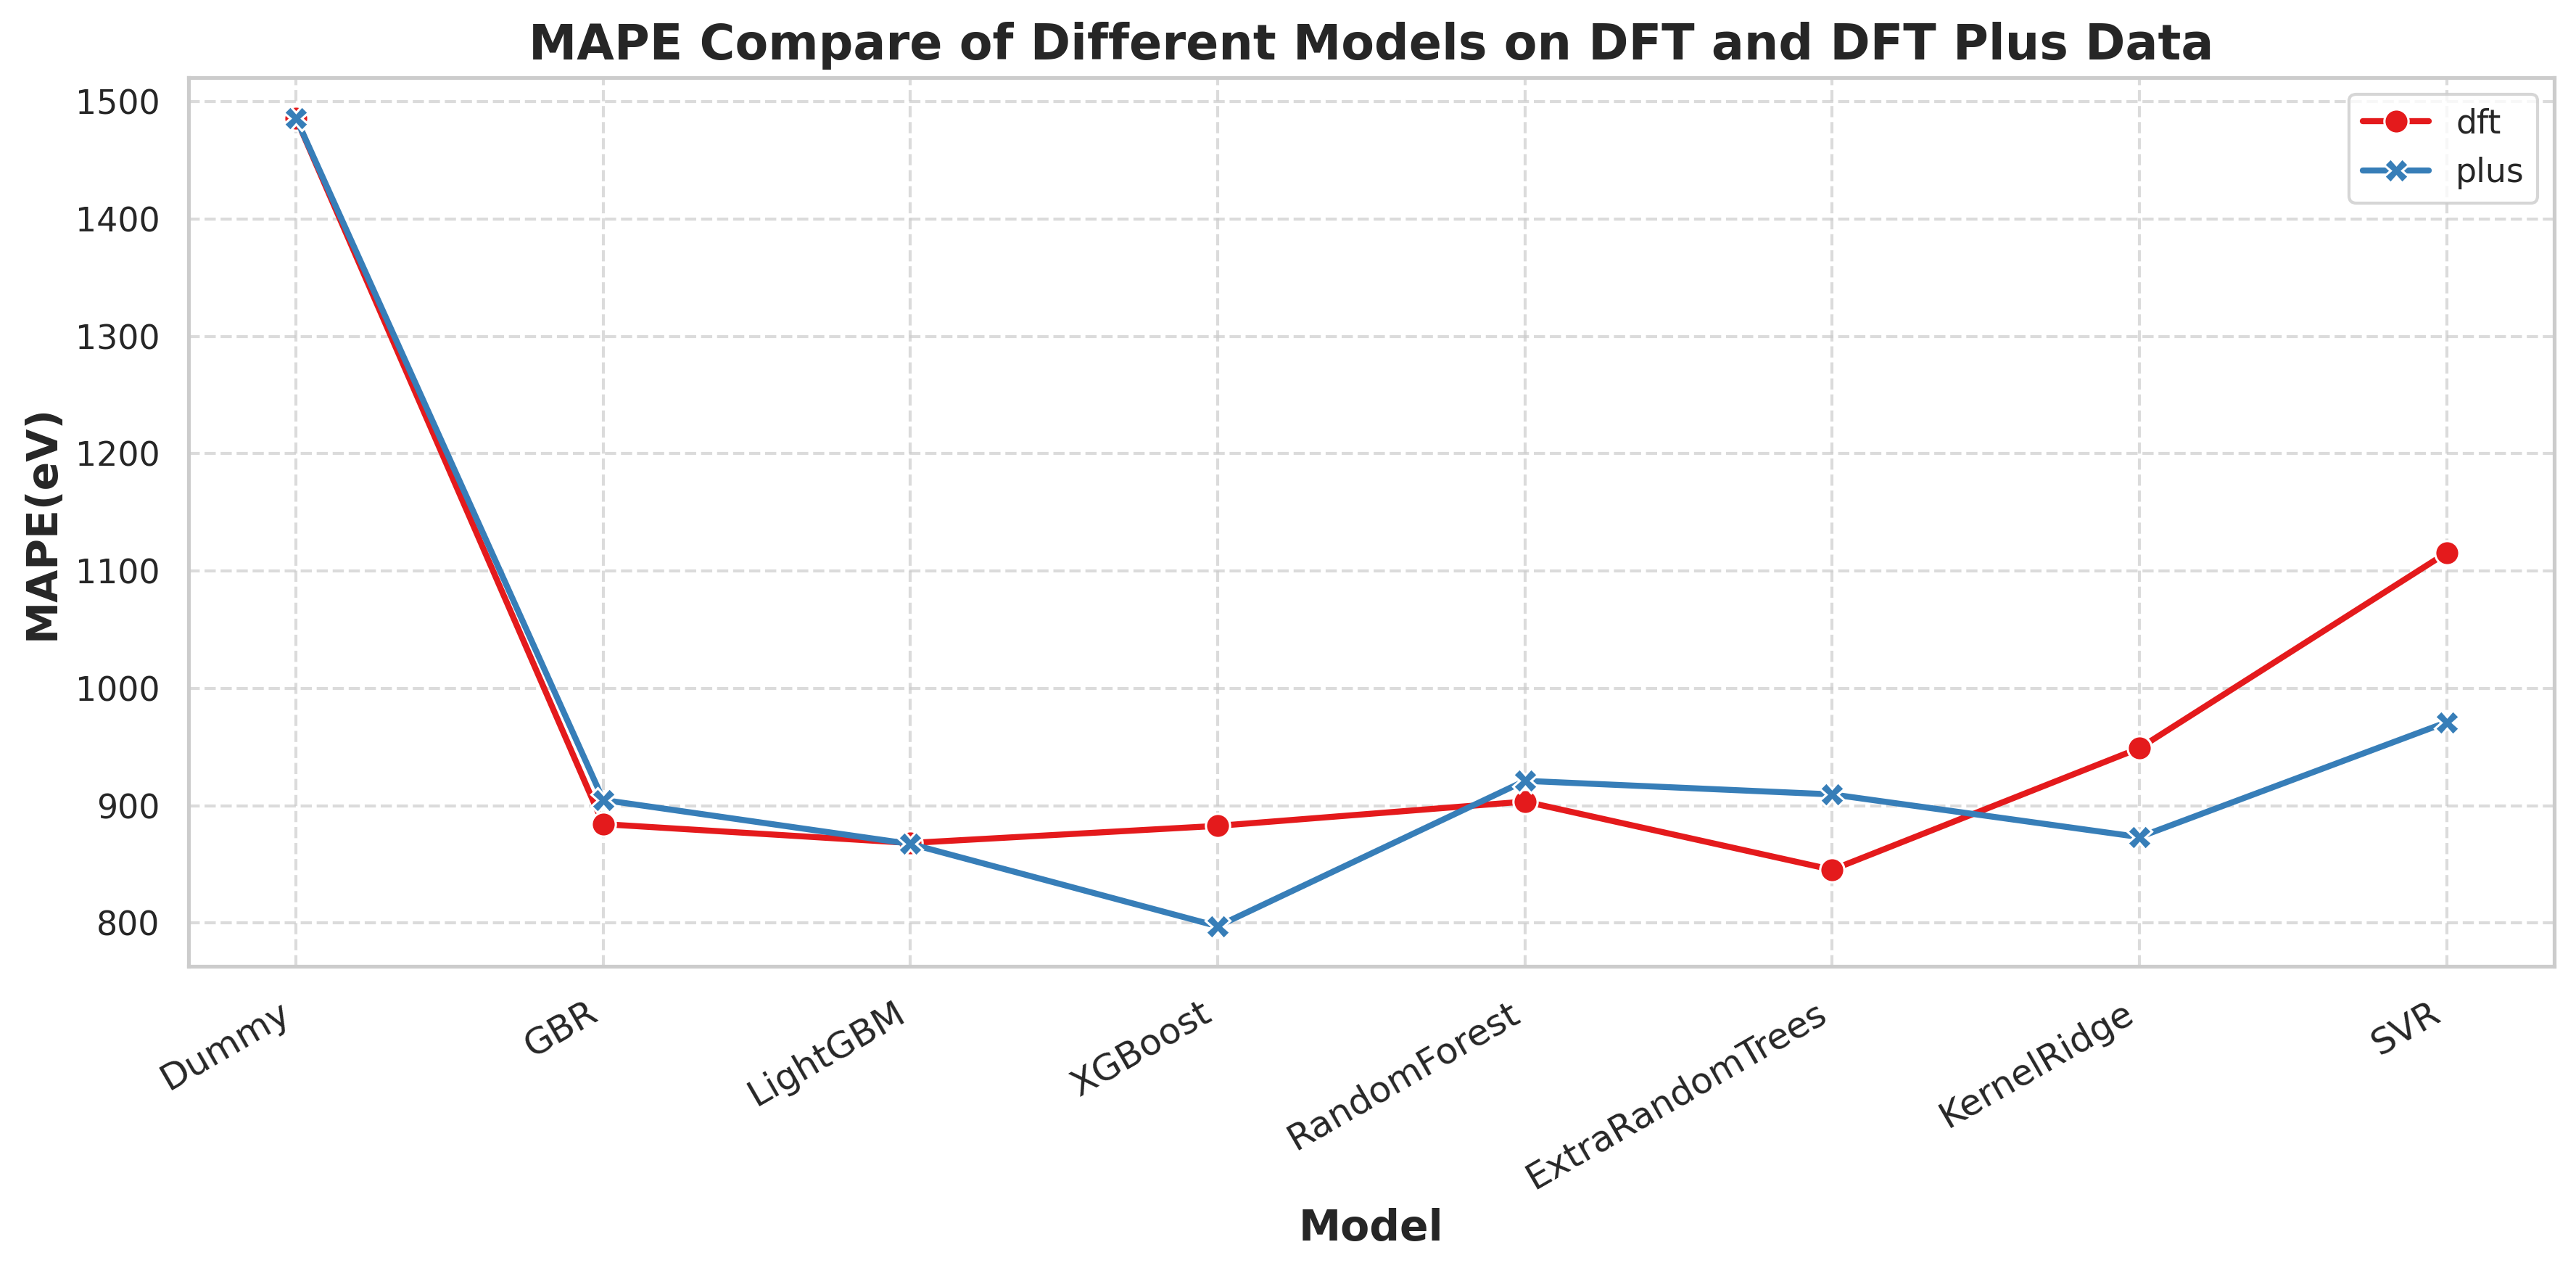 MAPE Compare of Different Models on DFT and DFT Plus Data
MAPE(eV)
1500
1400
1300
1200
1100
1000
900
800
dft
plus
Dummy
GBR
LightGBM
XGBoost
RandomForest
ExtraRandomTrees
KernelRidge
SVR
Model